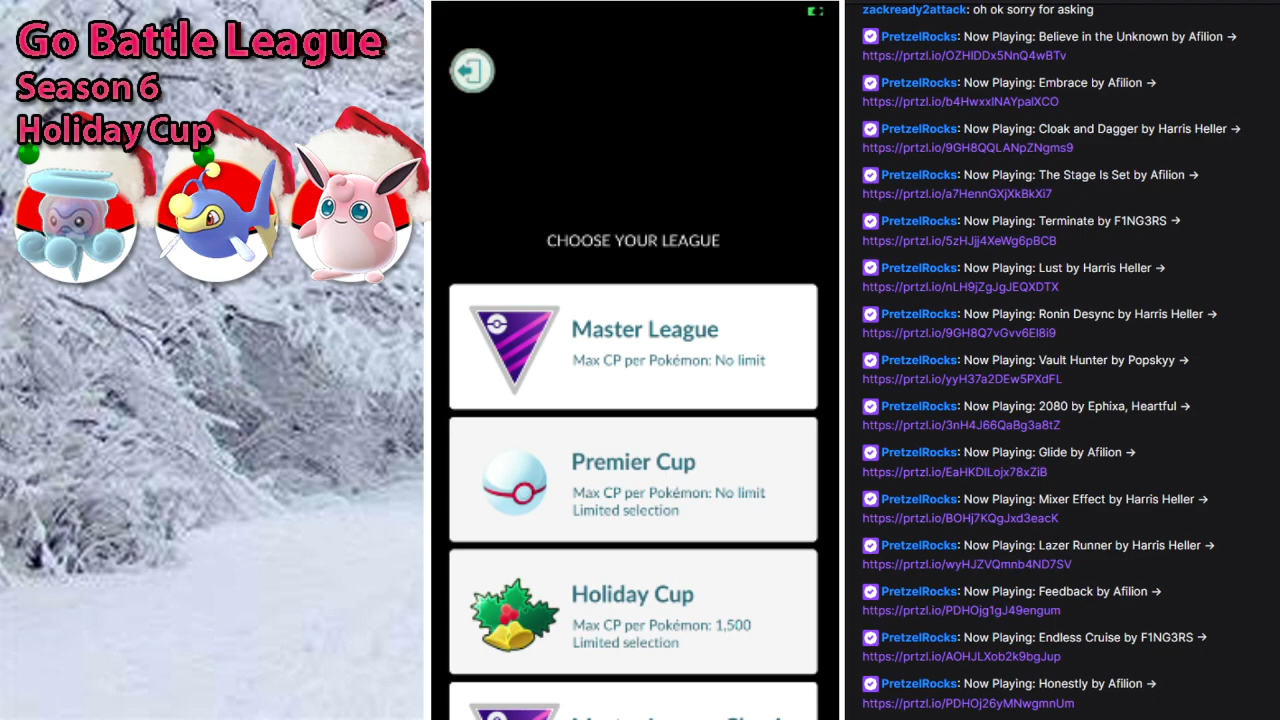 Go Battle League
Season 6
Holiday Cup
CHOOSE YOUR LEAGUE
Master League
Max CP per Pokémon: No limit
Premier Cup
Max CP per Pokémon: No limit
Limited selection
Holiday Cup
Max CP per Pokémon: 1,500
Limited selection
zackready2attack: oh ok sorry for asking
PretzelRocks: Now Playing: Believe in the Unknown by Afilion →
https://prtzl.io/OZHlDDx5NnQ4wBTv
PretzelRocks: Now Playing: Embrace by Afilion →
https://prtzl.io/b4HwxxlNAYpalXCO
PretzelRocks: Now Playing: Cloak and Dagger by Harris Heller →
https://prtzl.io/9GH8QQLANpZNgms9
PretzelRocks: Now Playing: The Stage Is Set by Afilion →
https://prtzl.io/a7HennGXjXkBkXi7
PretzelRocks: Now Playing: Terminate by F1NG3RS →
https://prtzl.io/5zHJjj4XeWg6pBCB
PretzelRocks: Now Playing: Lust by Harris Heller →
https://prtzl.io/nLH9jZgJgJEQXDTX
PretzelRocks: Now Playing: Ronin Desync by Harris Heller →
https://prtzl.io/9GH8Q7vGvv6El8i9
PretzelRocks: Now Playing: Vault Hunter by Popskyy →
https://prtzl.io/yyH37a2DEw5PXdFL
PretzelRocks: Now Playing: 2080 by Ephixa, Heartful →
https://prtzl.io/3nH4J66QaBg3a8tZ
PretzelRocks: Now Playing: Glide by Afilion →
https://prtzl.io/EaHKDlLojx78xZiB
PretzelRocks: Now Playing: Mixer Effect by Harris Heller →
https://prtzl.io/BOHj7KQgJxd3eacK
PretzelRocks: Now Playing: Lazer Runner by Harris Heller →
https://prtzl.io/wyHJZVQmnb4ND7SV
PretzelRocks: Now Playing: Feedback by Afilion →
https://prtzl.io/PDHOjg1gJ49engum
PretzelRocks: Now Playing: Endless Cruise by F1NG3RS →
https://prtzl.io/AOHJLXob2k9bgJup
PretzelRocks: Now Playing: Honestly by Afilion →
https://prtzl.io/PDHOj26yMNwgmnUm